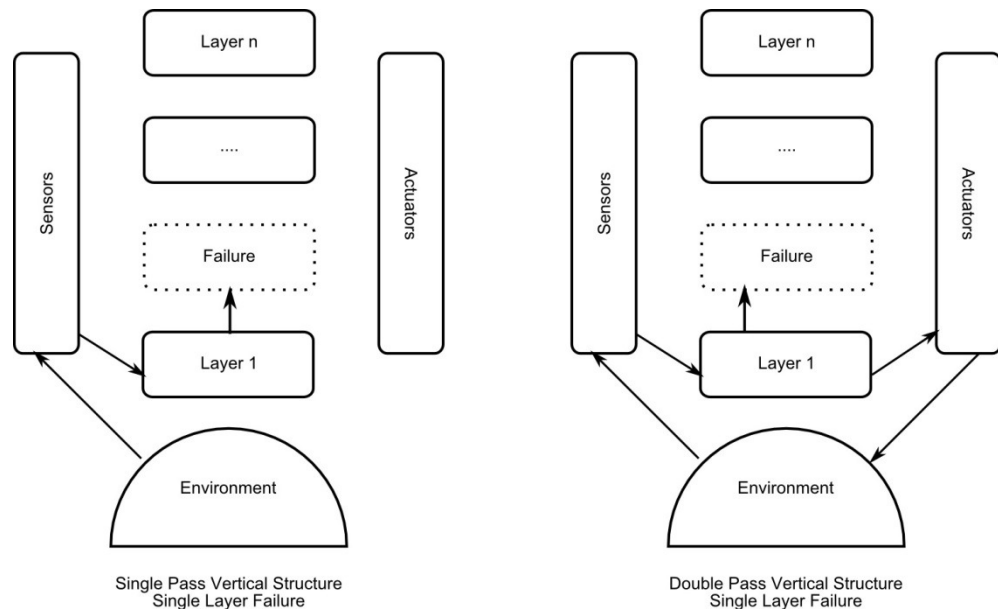 Layer n
....
Sensors
Actuators
Failure
Layer 1
Environment
Single Pass Vertical Structure
Single Layer Failure
Layer n
....
Sensors
Actuators
Failure
Layer 1
Environment
Double Pass Vertical Structure
Single Layer Failure